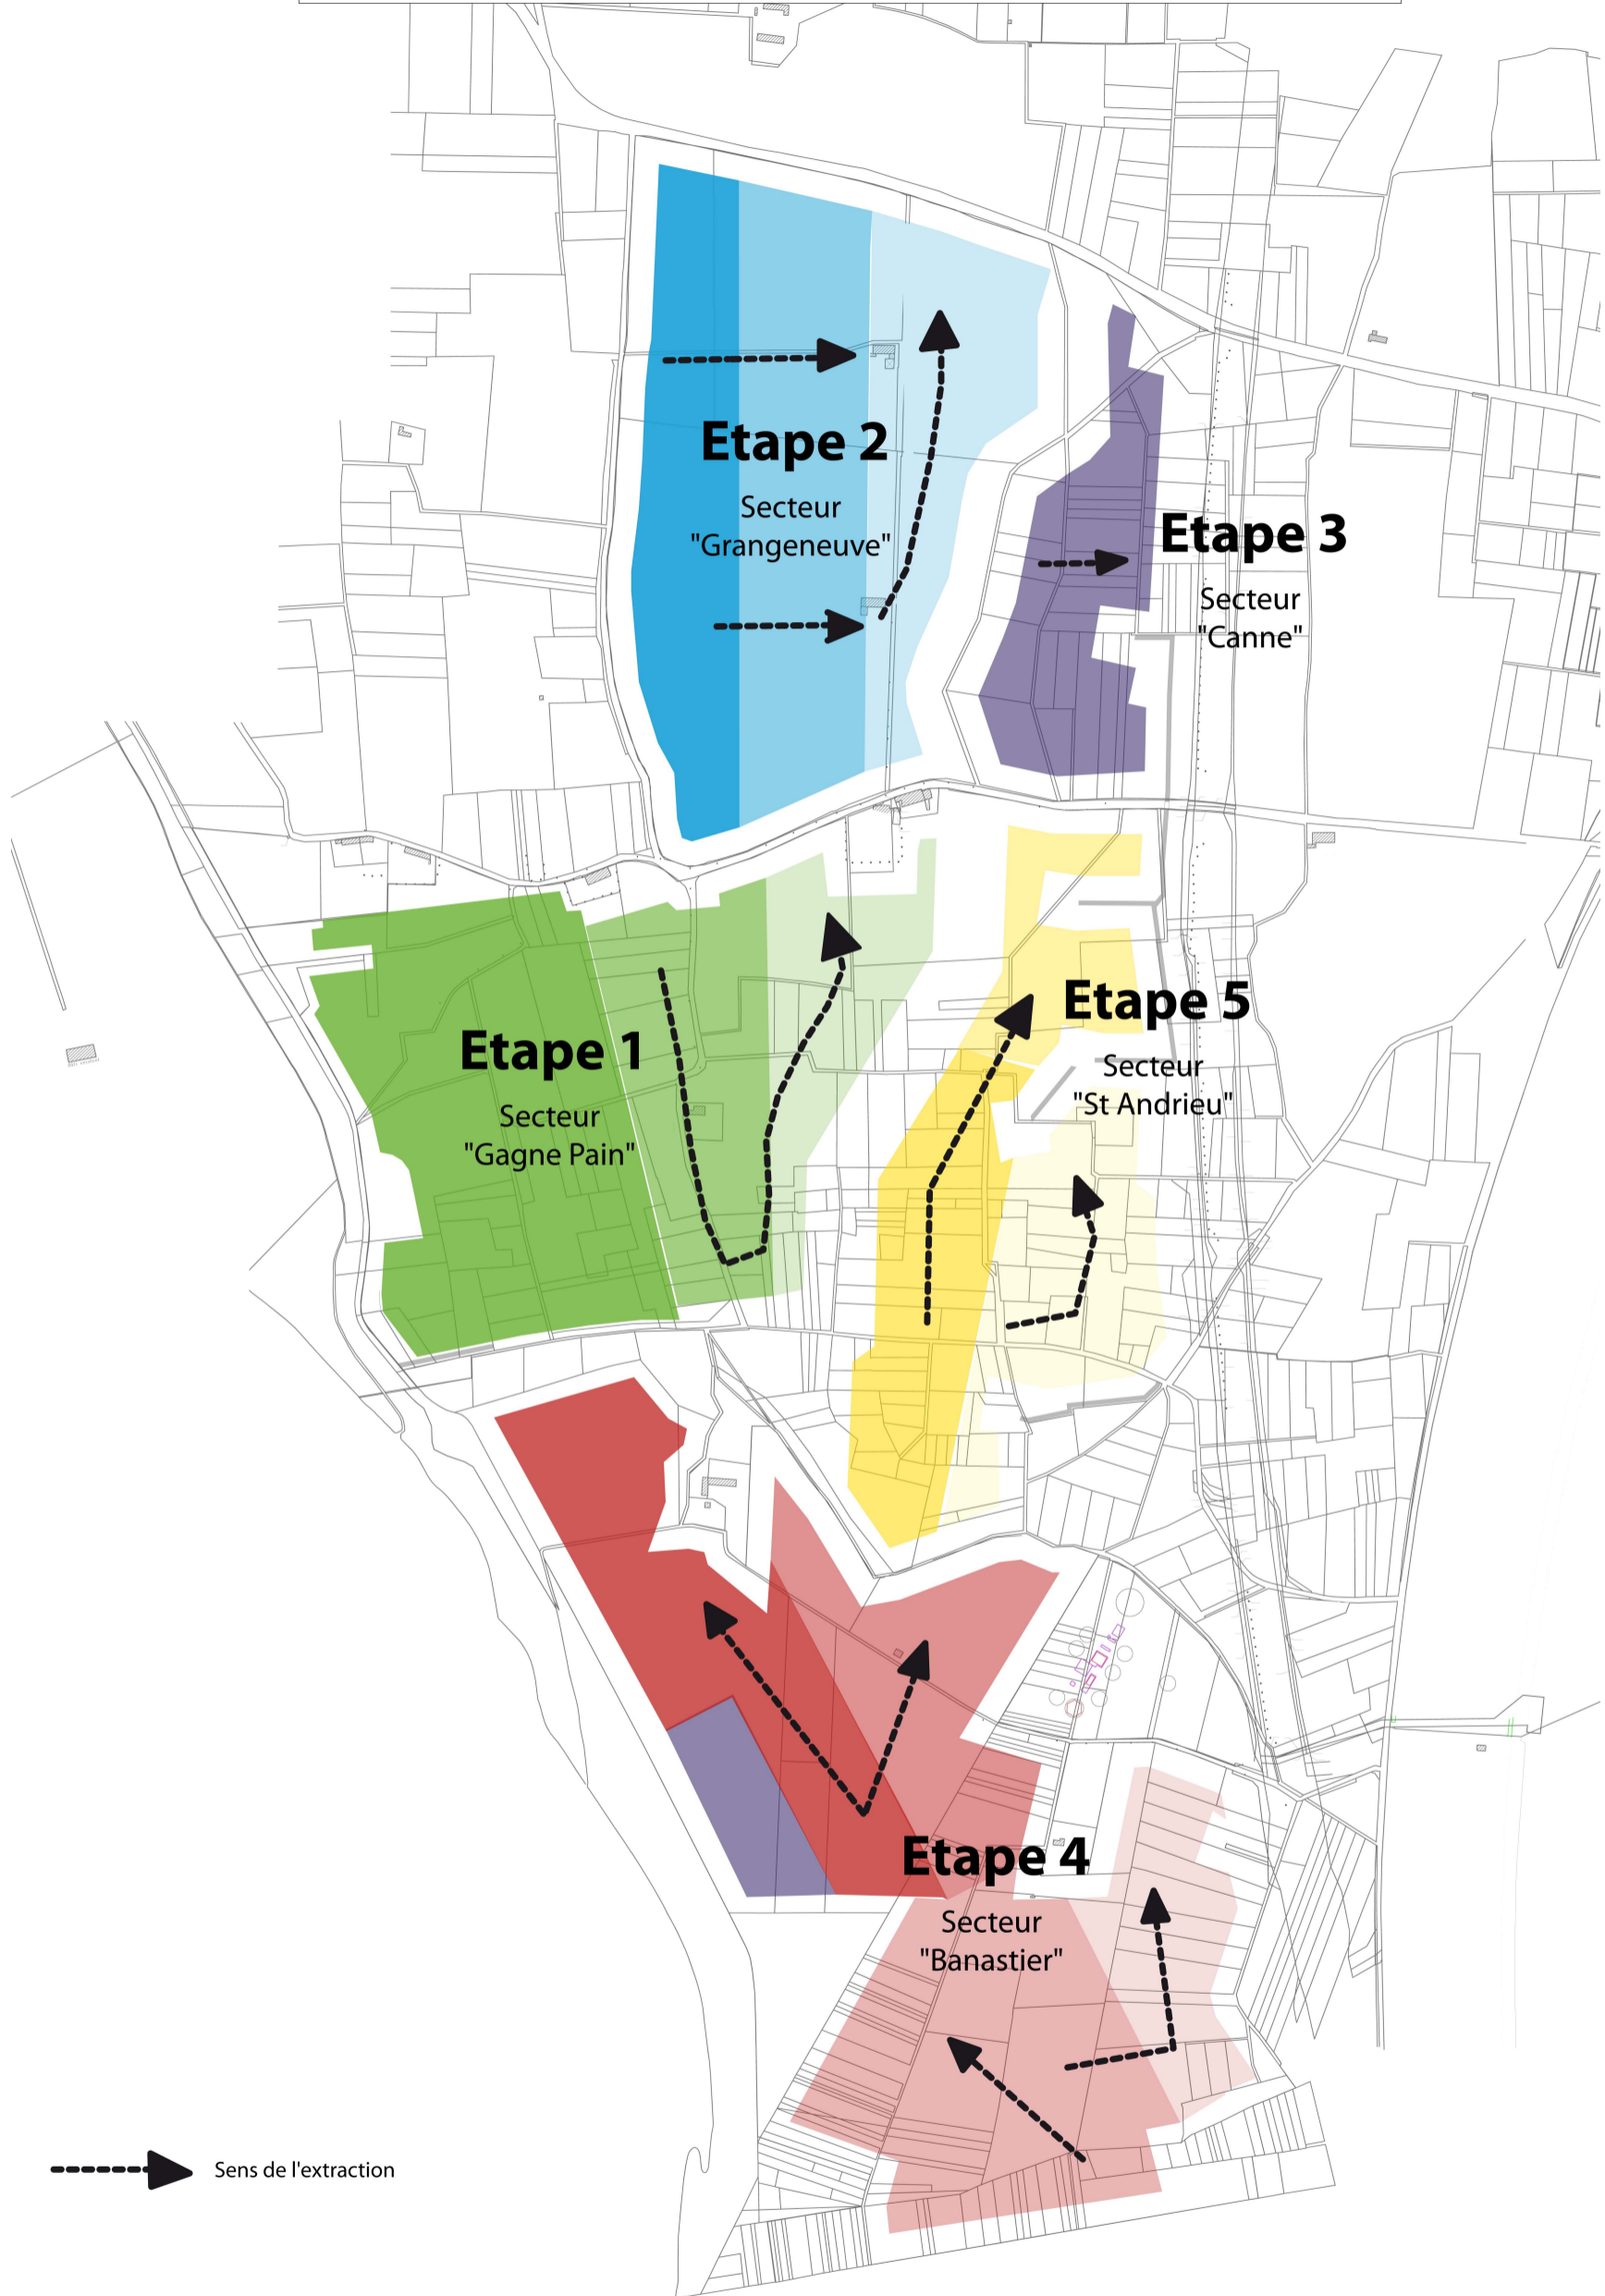 Etape 2
Secteur
"Grangeneuve"
Etape 3
Secteur
"Canne"
Etape 1
Secteur
"Gagne Pain"
Etape 5
Secteur
"St Andrieu"
Etape 4
Secteur
"Banastier"
Sens de l'extraction